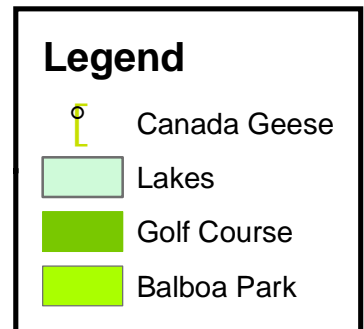 Legend
Canada Geese
Lakes
Golf Course
Balboa Park